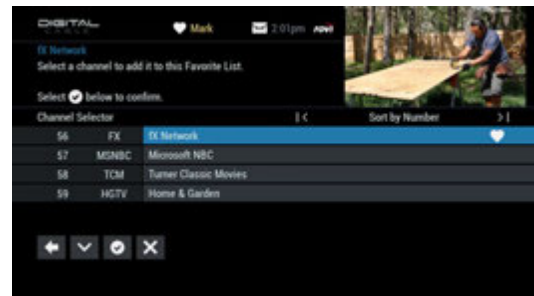 DIGITAL
CABLE
Mark
2:01pm
fX Network
Select a channel to add it to this Favorite List.
Select below to confirm.
Channel Selector |< Sort by Number >|
56 FX fX Network
57 MSNBC Microsoft NBC
58 TCM Turner Classic Movies
59 HGTV Home & Garden